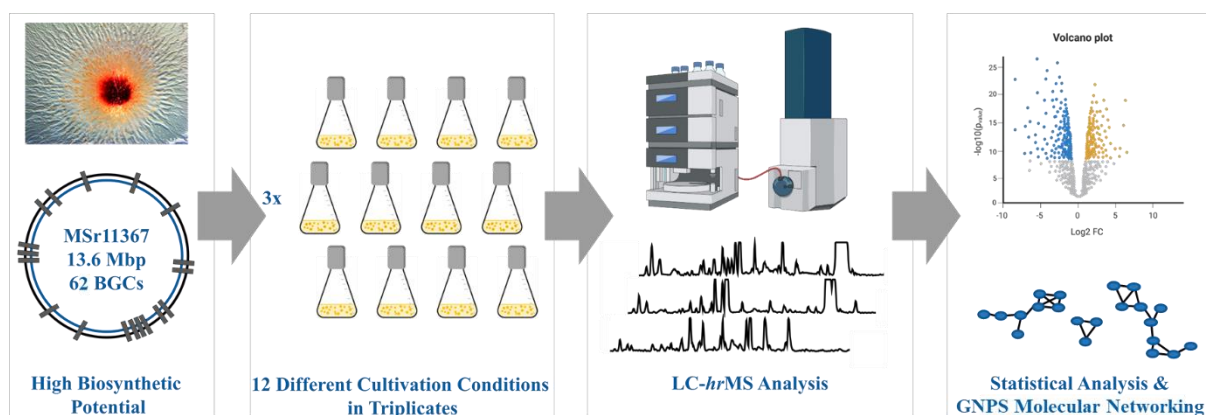 MSr11367
13.6 Mbp
62 BGCs
High Biosynthetic
Potential
3x
12 Different Cultivation Conditions
in Triplicates
LC-hrMS Analysis
Volcano plot
-log10(pvalue)
25
20
15
10
5
0
-10
-5
0
5
10
Log2 FC
Statistical Analysis &
GNPS Molecular Networking